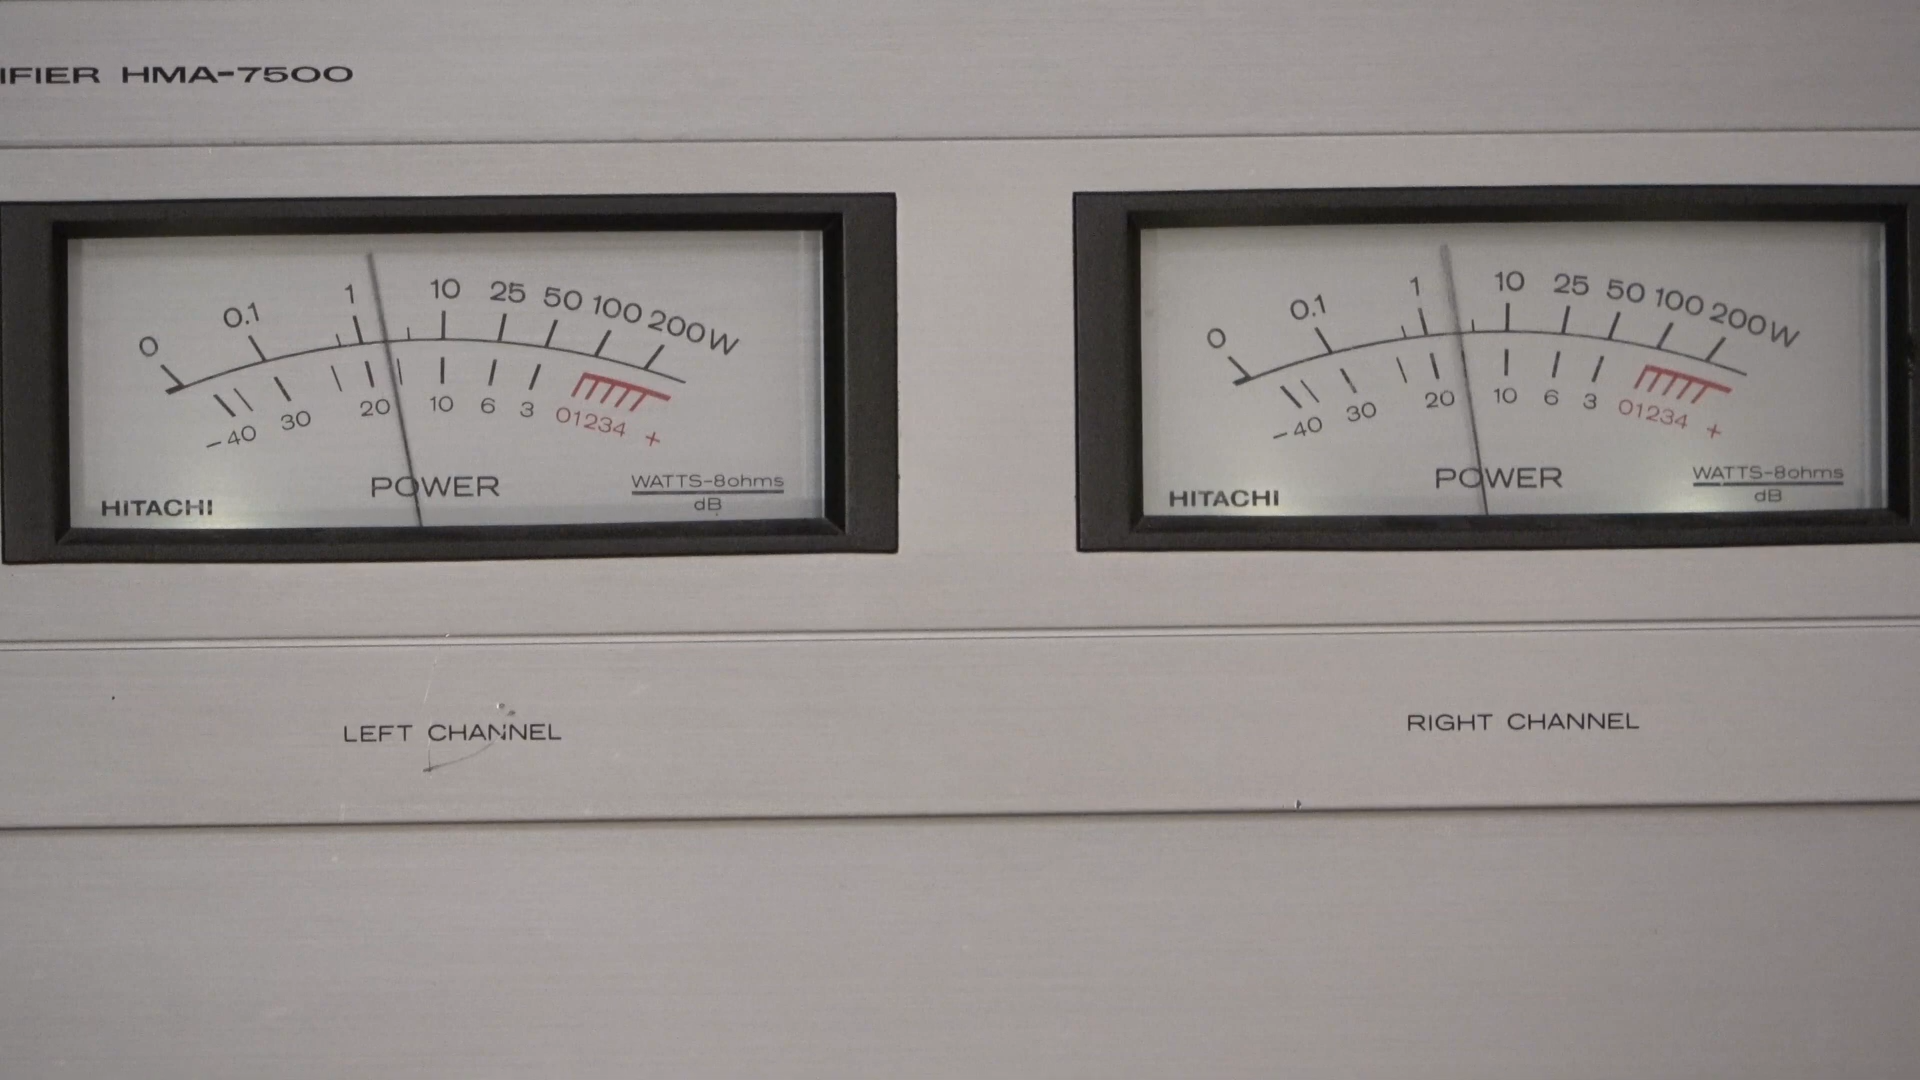 IFIER HMA-7500
0 0.1 1 10 25 50 100 200W
-40 30 20 10 6 3 01234 +
POWER
WATTS-8ohms
dB
HITACHI
0 0.1 1 10 25 50 100 200W
-40 30 20 10 6 3 01234 +
POWER
WATTS-8ohms
dB
HITACHI
LEFT CHANNEL
RIGHT CHANNEL